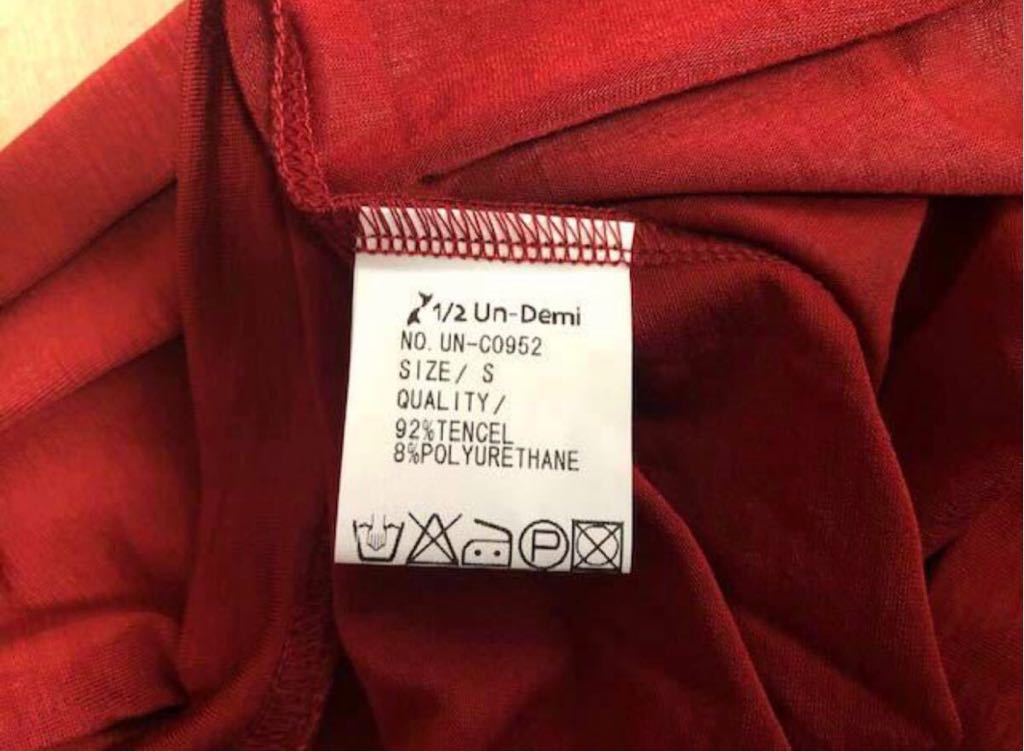 1/2 Un-Demi
NO. UN-C0952
SIZE/ S
QUALITY/
92%TENCEL
8%POLYURETHANE
P